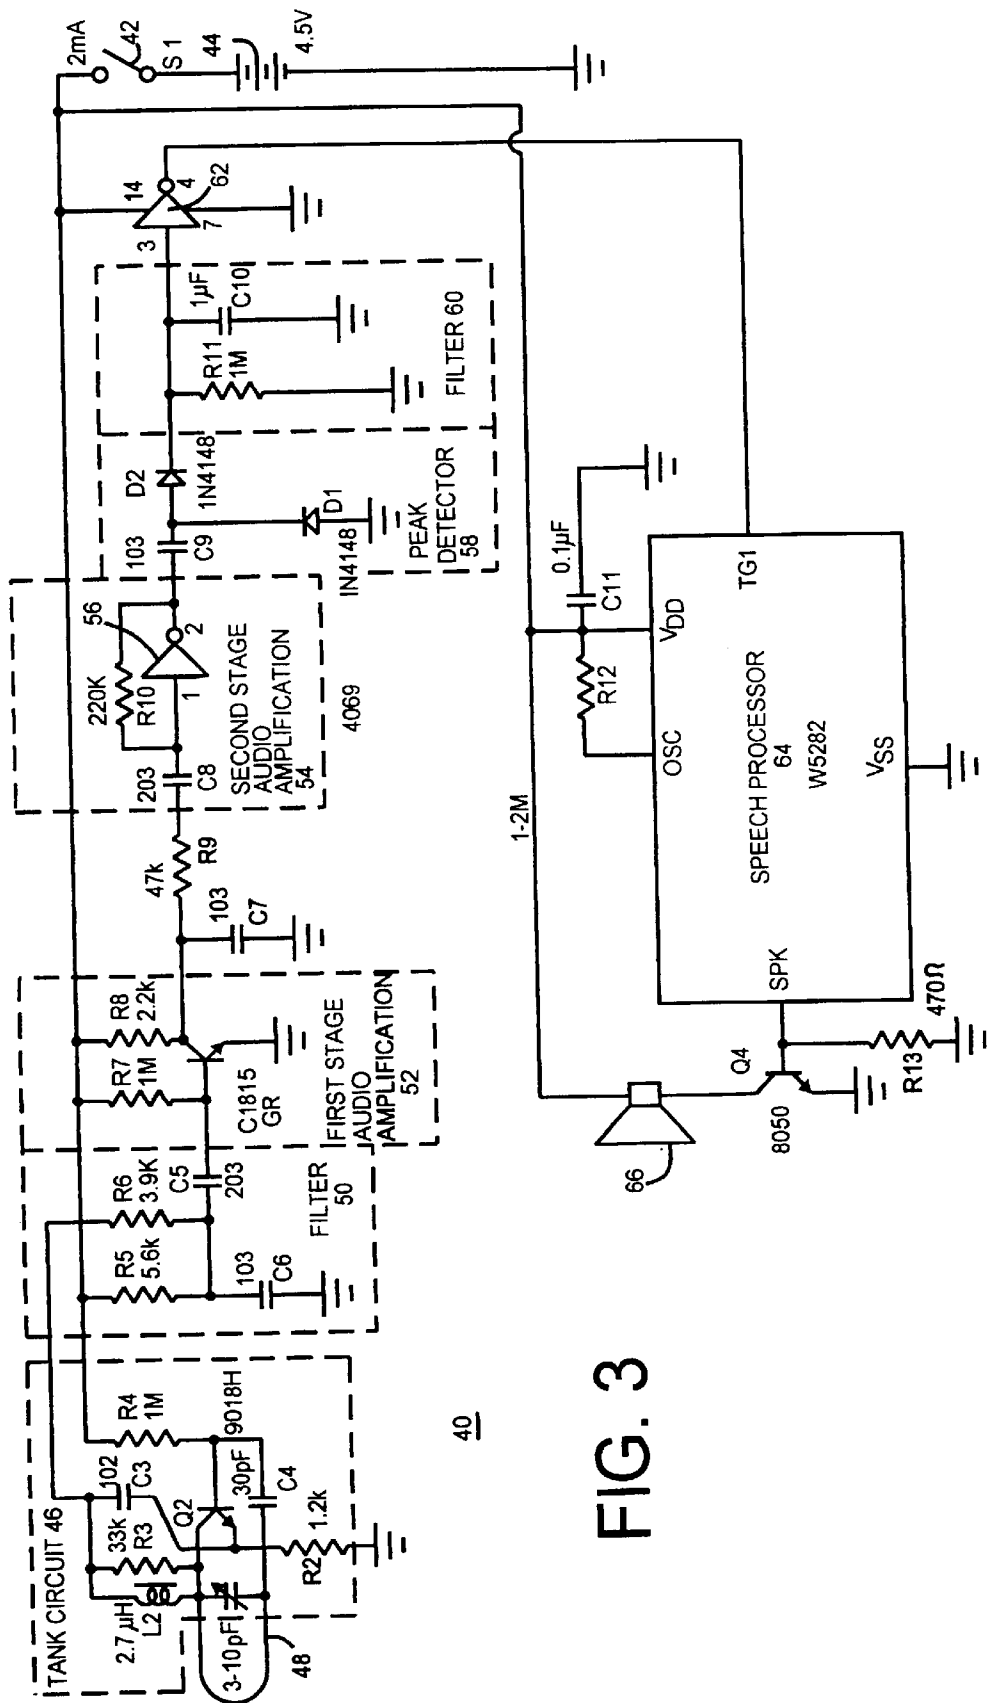 2mA
42
S1
44
4.5V
14
4
62
3
7
1µF
C10
R11
1M
FILTER 60
D2
1N4148
103
C9
D1
IN4148
PEAK
DETECTOR
58
56
2
220K
R10
1
SECOND STAGE
AUDIO
AMPLIFICATION
54
203
C8
4069
47k
R9
103
C7
R8
2.2k
R7
1M
C1815
GR
FIRST STAGE
AUDIO
AMPLIFICATION
52
R6
3.9K
C5
203
R5
5.6k
FILTER
50
103
C6
TANK CIRCUIT 46
R4
1M
9018H
102
C3
33k
R3
Q2
30pF
C4
2.7µH
L2
R2
1.2k
3-10pF
48
40
0.1µF
C11
R12
1-2M
VDD
TG1
OSC
SPEECH PROCESSOR
64
W5282
VSS
SPK
470Ω
R13
Q4
8050
66
FIG. 3